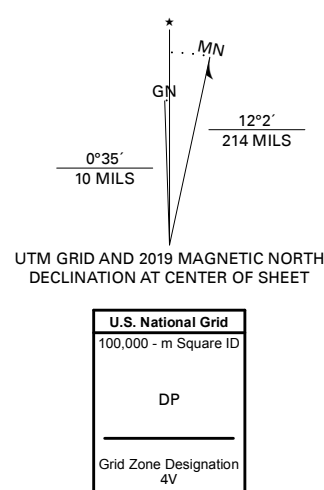 ★
MN
GN
12°2´
214 MILS
0°35´
10 MILS
UTM GRID AND 2019 MAGNETIC NORTH
DECLINATION AT CENTER OF SHEET
U.S. National Grid
100,000 - m Square ID
DP
Grid Zone Designation
4V